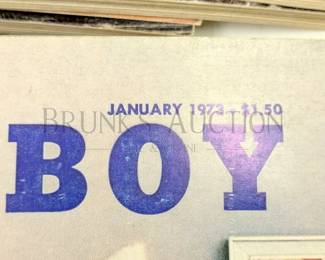 JANUARY 1973 - $1.50
BRUNK'S AUCTION
BOY